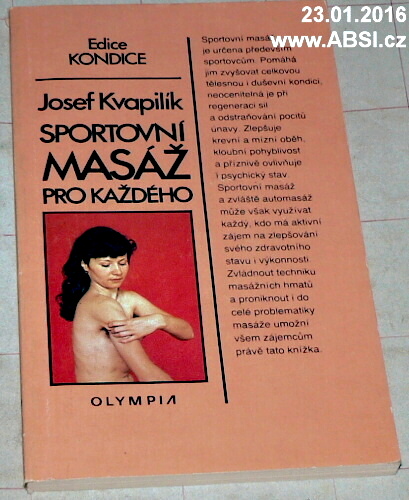 23.01.2016
www.ABSI.cz
Edice
KONDICE
Josef Kvapilík
SPORTOVNÍ
MASÁŽ
PRO KAŽDÉHO
OLYMPIA
Sportovní masáž
je určena především
sportovcům. Pomáhá
jim zvyšovat celkovou
tělesnou i duševní kondici,
neocenitelná je při
regeneraci sil
a odstraňování pocitů
únavy. Zlepšuje
krevní a mízní oběh,
kloubní pohyblivost
a příznivě ovlivňuje
i psychický stav.
Sportovní masáž
a zvláště automasáž
může však využívat
každý, kdo má aktivní
zájem na zlepšování
svého zdravotního
stavu i výkonnosti.
Zvládnout techniku
masážních hmatů
a proniknout i do
celé problematiky
masáže umožní
všem zájemcům
právě tato knížka.